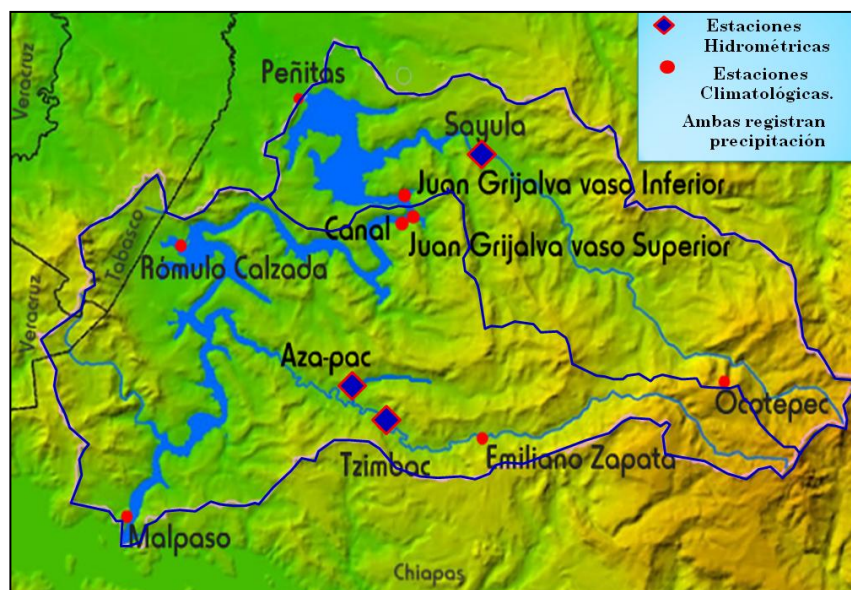 Estaciones
Hidrométricas
Estaciones
Climatológicas.
Ambas registran
precipitación
Veracruz
Peñitas
Sayula
Juan Grijalva vaso Inferior
Canal
Juan Grijalva vaso Superior
Tabasco
Rómulo Calzada
Veracruz
Aza-pac
Ocotepec
Tzimbac
Emiliano Zapata
Malpaso
Chiapas